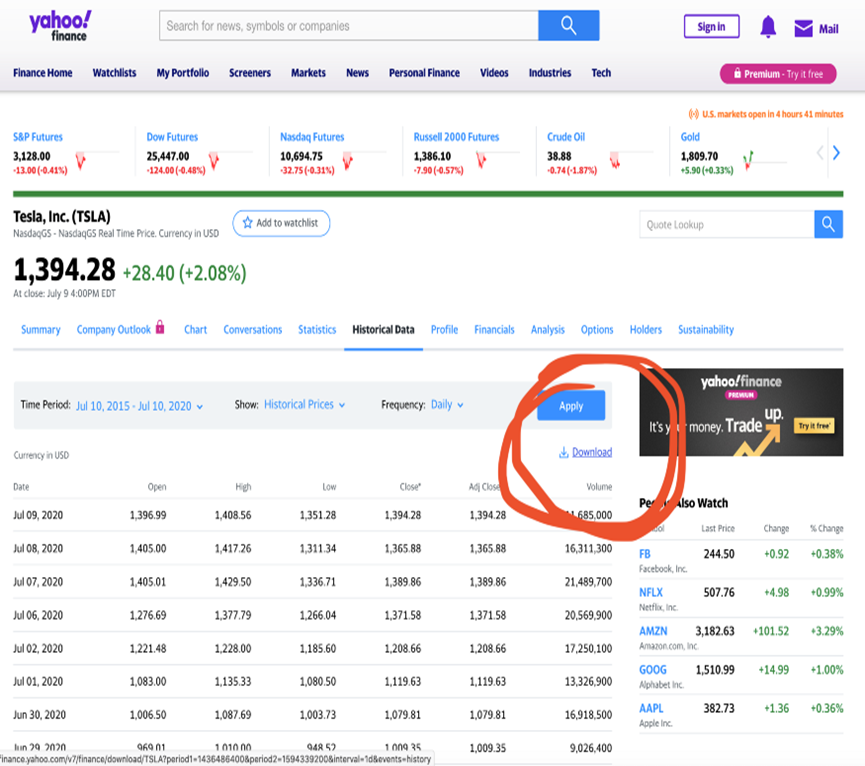 yahoo!
finance
Search for news, symbols or companies
Sign in
Mail
Finance Home Watchlists My Portfolio Screeners Markets News Personal Finance Videos Industries Tech
Premium - Try it free
U.S. markets open in 4 hours 41 minutes
S&P Futures Dow Futures Nasdaq Futures Russell 2000 Futures Crude Oil Gold
3,128.00 25,447.00 10,694.75 1,386.10 38.88 1,809.70
-13.00 (-0.41%) -124.00 (-0.48%) -32.75 (-0.31%) -7.90 (-0.57%) -0.74 (-1.87%) +5.90 (+0.33%)
Tesla, Inc. (TSLA)
NasdaqGS - NasdaqGS Real Time Price. Currency in USD
Add to watchlist
Quote Lookup
1,394.28 +28.40 (+2.08%)
At close: July 9 4:00PM EDT
Summary Company Outlook Chart Conversations Statistics Historical Data Profile Financials Analysis Options Holders Sustainability
Time Period: Jul 10, 2015 - Jul 10, 2020 Show: Historical Prices Frequency: Daily Apply
Currency in USD Download
Date Open High Low Close* Adj Close Volume
Jul 09, 2020 1,396.99 1,408.56 1,351.28 1,394.28 1,394.28 685,000
Jul 08, 2020 1,405.00 1,417.26 1,311.34 1,365.88 1,365.88 16,311,300
Jul 07, 2020 1,405.01 1,429.50 1,336.71 1,389.86 1,389.86 21,489,700
Jul 06, 2020 1,276.69 1,377.79 1,266.04 1,371.58 1,371.58 20,569,900
Jul 02, 2020 1,221.48 1,228.00 1,185.60 1,208.66 1,208.66 17,250,100
Jul 01, 2020 1,083.00 1,135.33 1,080.50 1,119.63 1,119.63 13,326,900
Jun 30, 2020 1,006.50 1,087.69 1,003.73 1,079.81 1,079.81 16,918,500
Jun 29, 2020 969.01 1,010.00 948.52 1,009.35 1,009.35 9,026,400
inance.yahoo.com/v7/finance/download/TSLA?period1=1436486400&period2=1594339200&interval=1d&events=history
yahoo!finance
PREMIUM
It's your money. Trade up.
Try it free*
People Also Watch
Last Price Change % Change
FB 244.50 +0.92 +0.38%
Facebook, Inc.
NFLX 507.76 +4.98 +0.99%
Netflix, Inc.
AMZN 3,182.63 +101.52 +3.29%
Amazon.com, Inc.
GOOG 1,510.99 +14.99 +1.00%
Alphabet Inc.
AAPL 382.73 +1.36 +0.36%
Apple Inc.